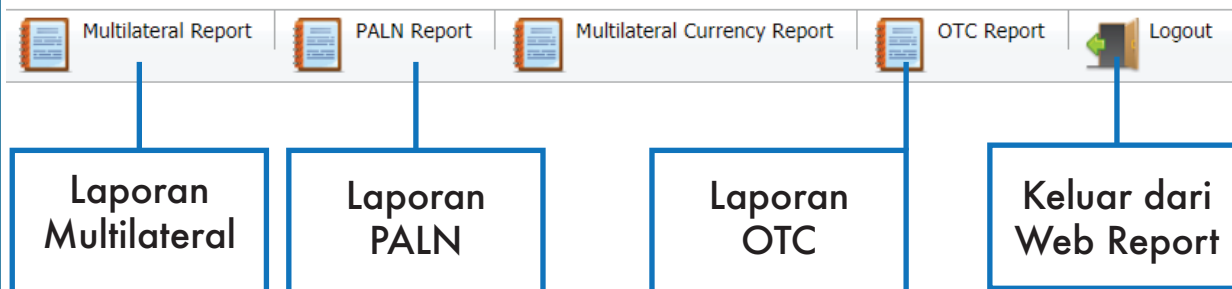 Multilateral Report PALN Report Multilateral Currency Report OTC Report Logout
Laporan
Multilateral
Laporan
PALN
Laporan
OTC
Keluar dari
Web Report